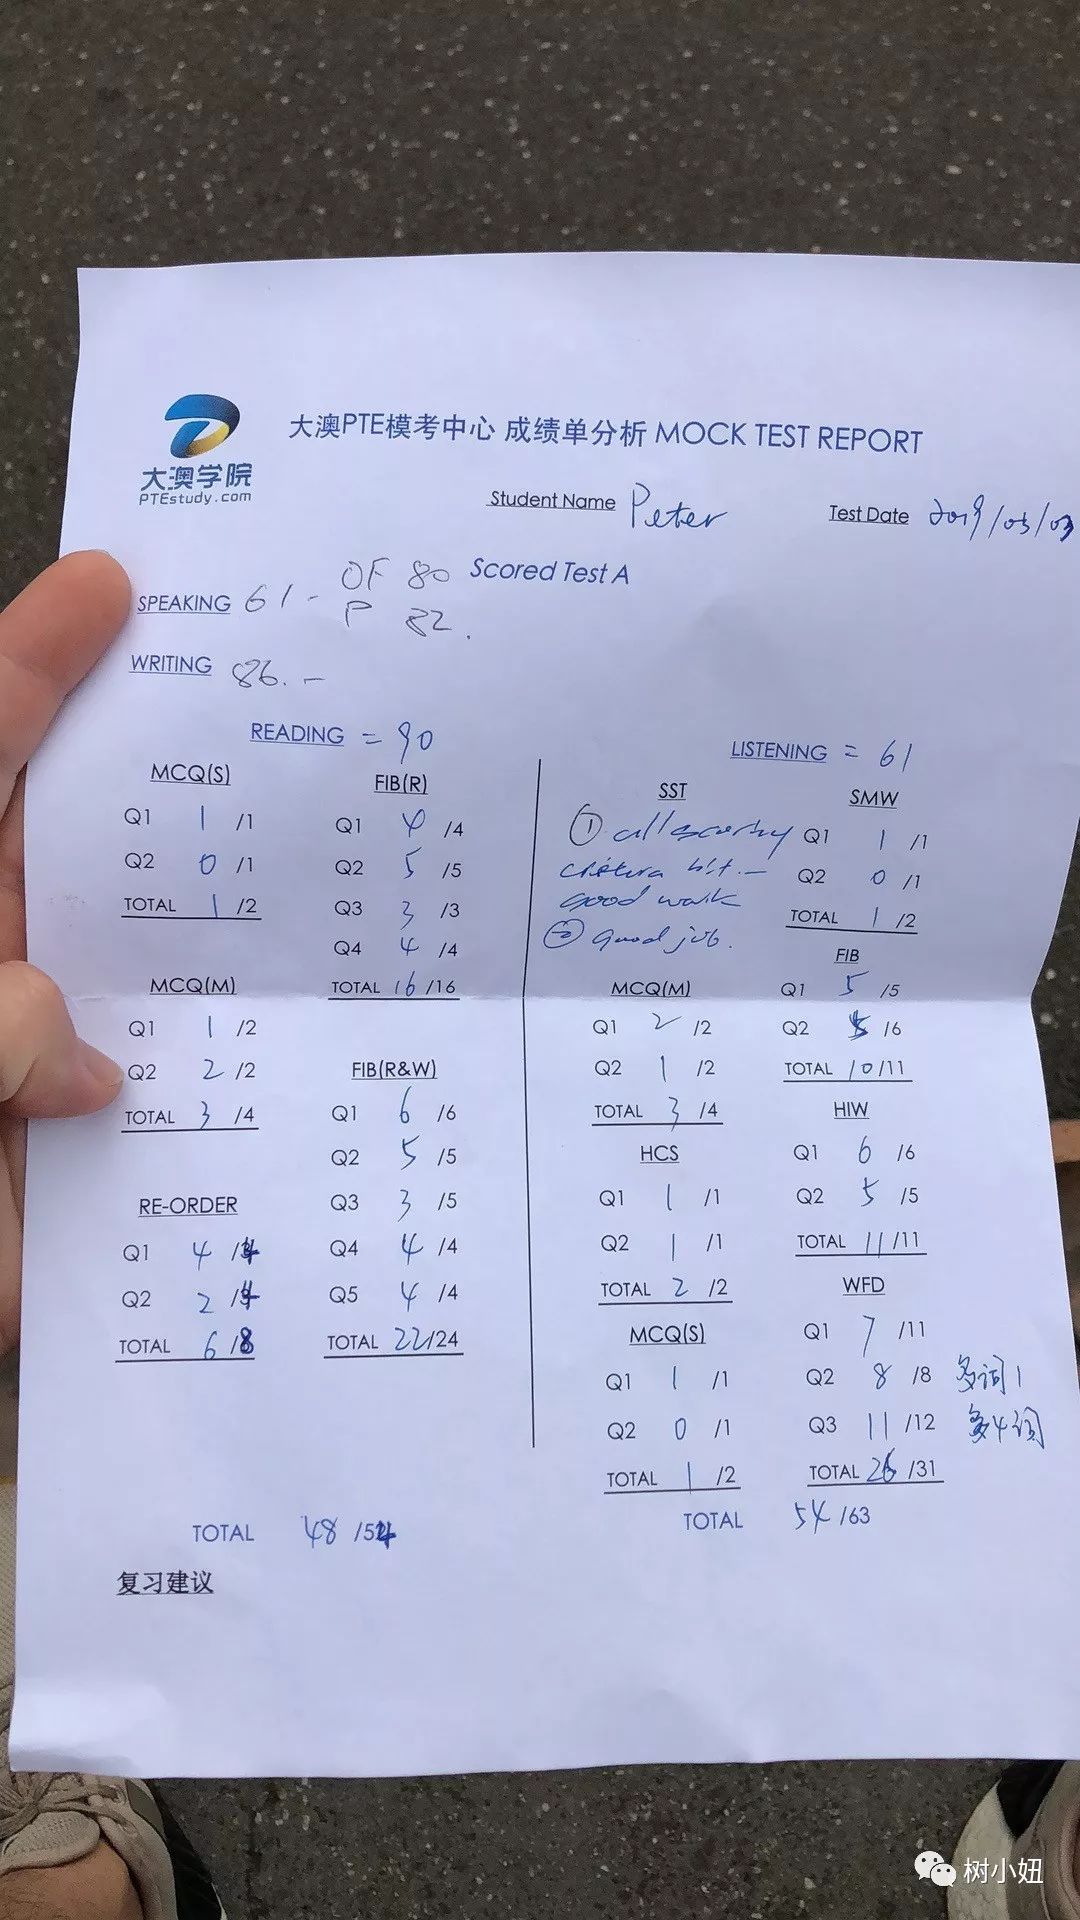 大澳学院
PTEstudy.com
大澳PTE模考中心 成绩单分析 MOCK TEST REPORT
Student Name Peter
Test Date 2019/03/03
Scored Test A
SPEAKING 61 - OF 80
P 82.
WRITING 86. -
READING = 90
MCQ(S)
Q1 1 /1
Q2 0 /1
TOTAL 1 /2
MCQ(M)
Q1 1 /2
Q2 2 /2
TOTAL 3 /4
RE-ORDER
Q1 4 /4
Q2 2 /4
TOTAL 6 /8
FIB(R)
Q1 4 /4
Q2 5 /5
Q3 3 /3
Q4 4 /4
TOTAL 16 /16
FIB(R&W)
Q1 6 /6
Q2 5 /5
Q3 3 /5
Q4 4 /4
Q5 4 /4
TOTAL 22/24
TOTAL 48 /54
复习建议
LISTENING = 61
SST
① all scoring
criteria hit. -
good work
② good job.
MCQ(M)
Q1 2 /2
Q2 1 /2
TOTAL 3 /4
HCS
Q1 1 /1
Q2 1 /1
TOTAL 2 /2
MCQ(S)
Q1 1 /1
Q2 0 /1
TOTAL 1 /2
SMW
Q1 1 /1
Q2 0 /1
TOTAL 1 /2
FIB
Q1 5 /5
Q2 5 /6
TOTAL 10/11
HIW
Q1 6 /6
Q2 5 /5
TOTAL 11/11
WFD
Q1 7 /11
Q2 8 /8 多词1
Q3 11 /12 多4词
TOTAL 26 /31
TOTAL 54 /63
树小妞